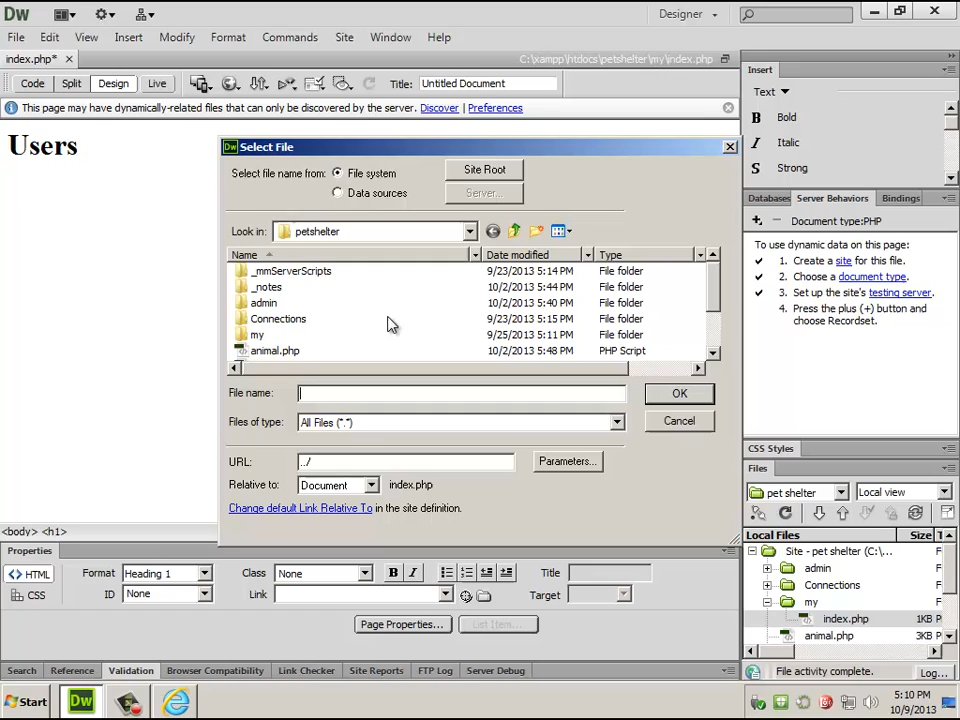 Dw
Designer
File Edit View Insert Modify Format Commands Site Window Help
index.php* C:\xampp\htdocs\petshelter\my\index.php
Code Split Design Live Title: Untitled Document
This page may have dynamically-related files that can only be discovered by the server. Discover | Preferences
Users
Dw Select File
Select file name from: File system
Data sources
Site Root
Server...
Look in: petshelter
Name Date modified Type
_mmServerScripts 9/23/2013 5:14 PM File folder
_notes 10/2/2013 5:44 PM File folder
admin 10/2/2013 5:40 PM File folder
Connections 9/23/2013 5:15 PM File folder
my 9/25/2013 5:11 PM File folder
animal.php 10/2/2013 5:48 PM PHP Script
File name: OK
Files of type: All Files (*.*) Cancel
URL: ../ Parameters...
Relative to: Document index.php
Change default Link Relative To in the site definition.
Insert
Text
B Bold
I Italic
S Strong
Databases Server Behaviors Bindings
Document type:PHP
To use dynamic data on this page:
1. Create a site for this file.
2. Choose a document type.
3. Set up the site's testing server.
4. Press the plus (+) button and
choose Recordset.
CSS Styles
Files
pet shelter Local view
Local Files Size T
Site - pet shelter (C:\... F
admin F
Connections F
my F
index.php 1KB P
animal.php 3KB P
File activity complete. Log...
<body> <h1>
Properties
<> HTML Format Heading 1 Class None B I Title
CSS ID None Link Target
Page Properties... List Item...
Search Reference Validation Browser Compatibility Link Checker Site Reports FTP Log Server Debug
Start Dw
5:10 PM
10/9/2013